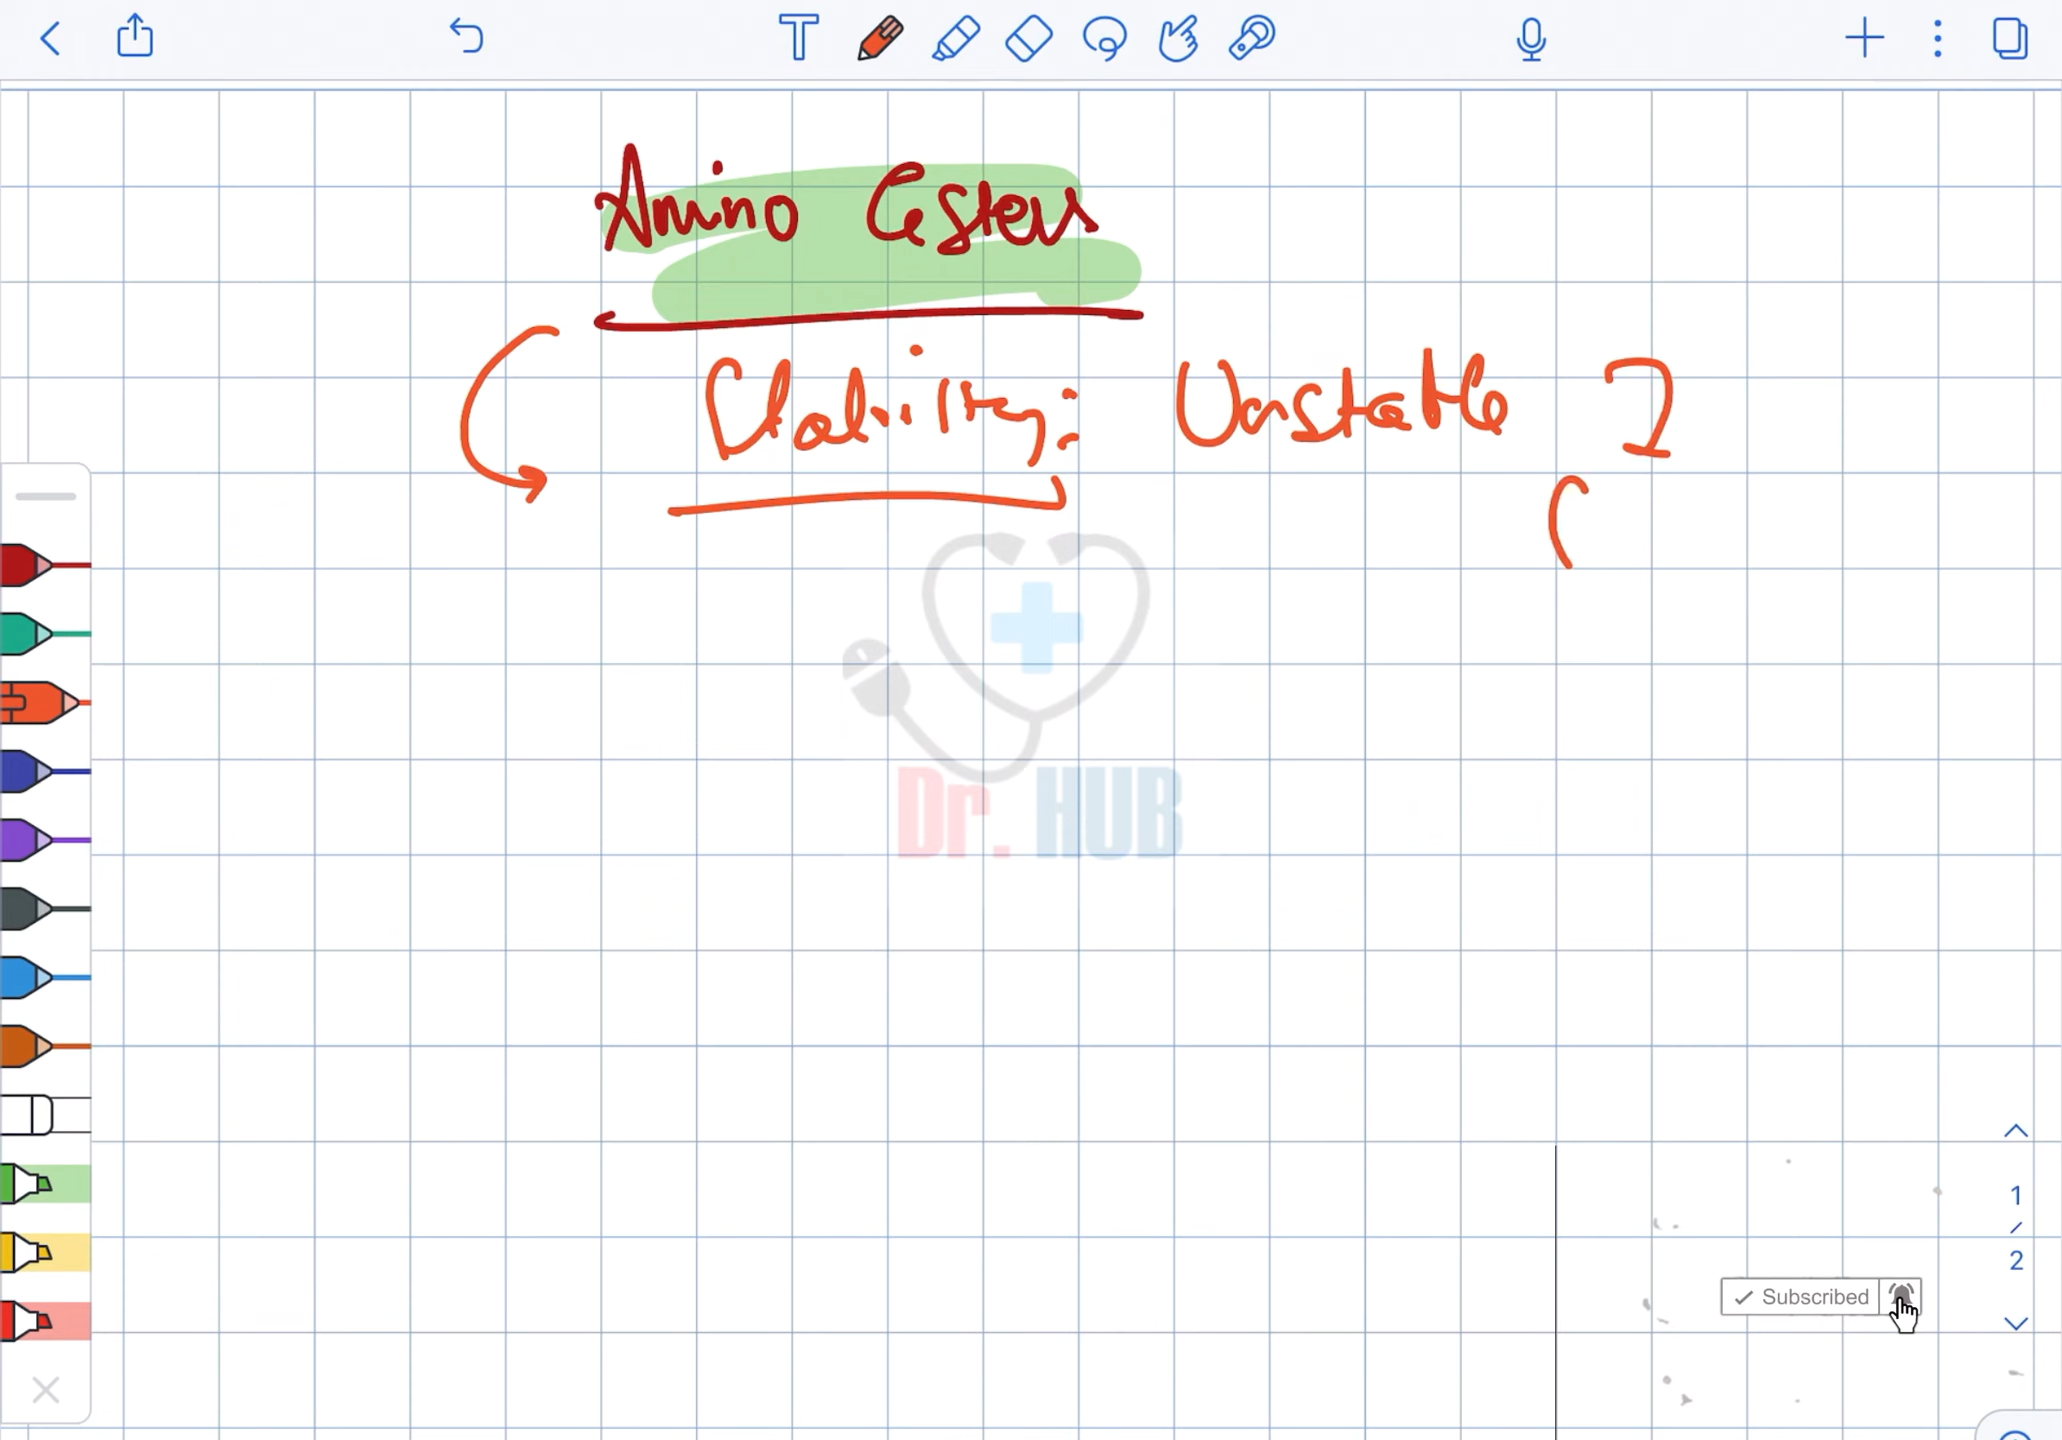 Amino Esters
Stability: Unstable
Dr. HUB
1
/
2
Subscribed